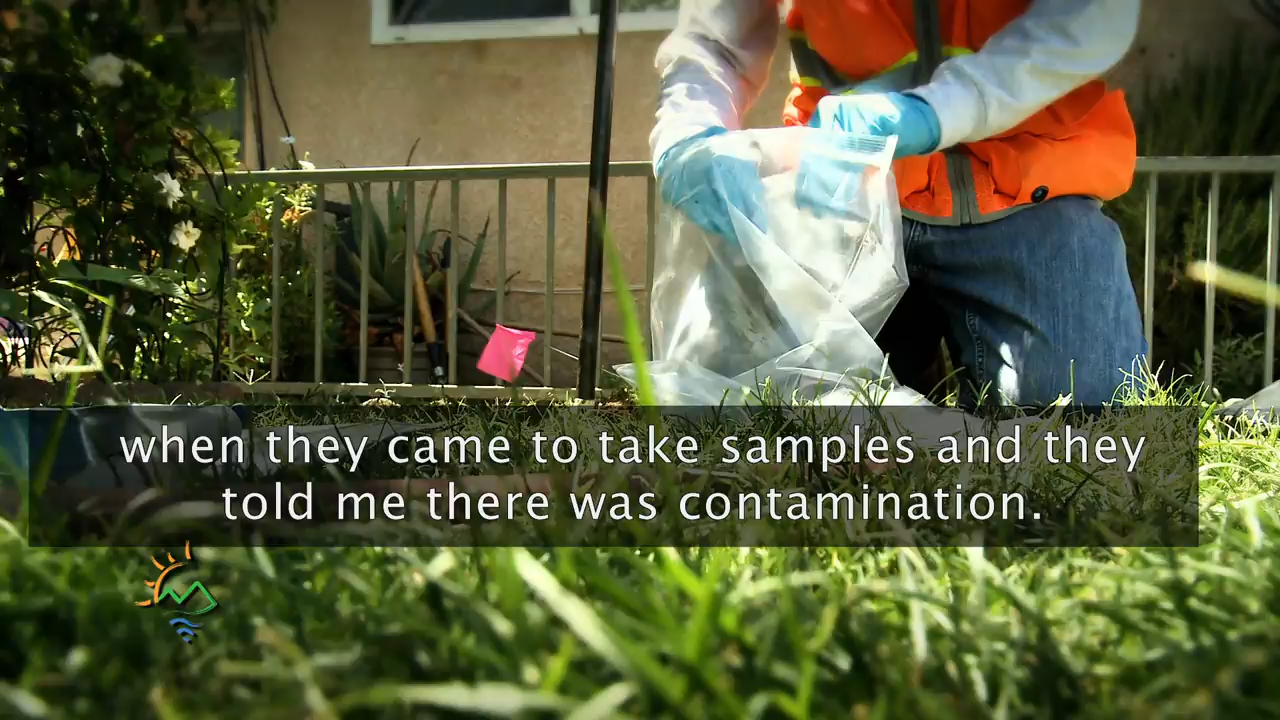 when they came to take samples and they
told me there was contamination.